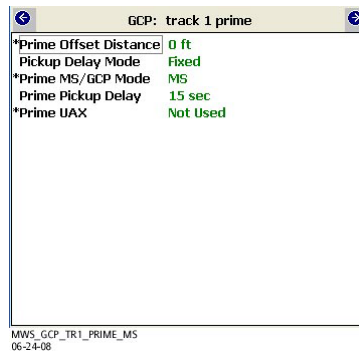 GCP: track 1 prime
*Prime Offset Distance 0 ft
Pickup Delay Mode Fixed
*Prime MS/GCP Mode MS
Prime Pickup Delay 15 sec
*Prime UAX Not Used
MWS_GCP_TR1_PRIME_MS
06-24-08